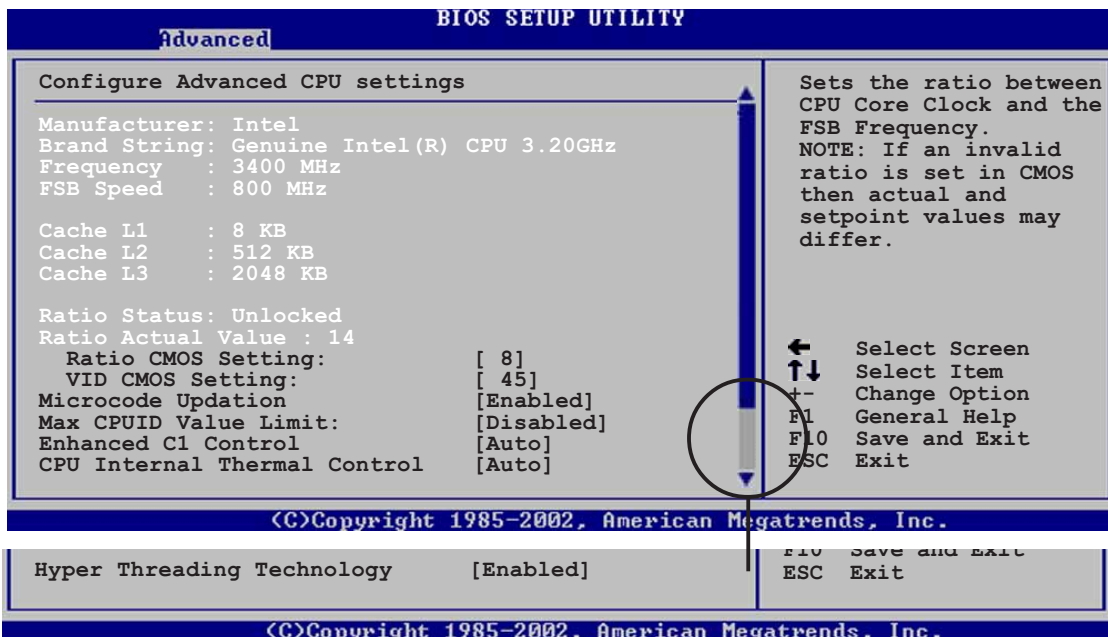 BIOS SETUP UTILITY
Advanced
Configure Advanced CPU settings
Manufacturer: Intel
Brand String: Genuine Intel(R) CPU 3.20GHz
Frequency : 3400 MHz
FSB Speed : 800 MHz
Cache L1 : 8 KB
Cache L2 : 512 KB
Cache L3 : 2048 KB
Ratio Status: Unlocked
Ratio Actual Value : 14
Ratio CMOS Setting: [ 8]
VID CMOS Setting: [ 45]
Microcode Updation [Enabled]
Max CPUID Value Limit: [Disabled]
Enhanced C1 Control [Auto]
CPU Internal Thermal Control [Auto]
Sets the ratio between
CPU Core Clock and the
FSB Frequency.
NOTE: If an invalid
ratio is set in CMOS
then actual and
setpoint values may
differ.
← Select Screen
↑↓ Select Item
+- Change Option
F1 General Help
F10 Save and Exit
ESC Exit
(C)Copyright 1985-2002, American Megatrends, Inc.
Hyper Threading Technology [Enabled]
F10 Save and Exit
ESC Exit
(C)Copyright 1985-2002, American Megatrends, Inc.